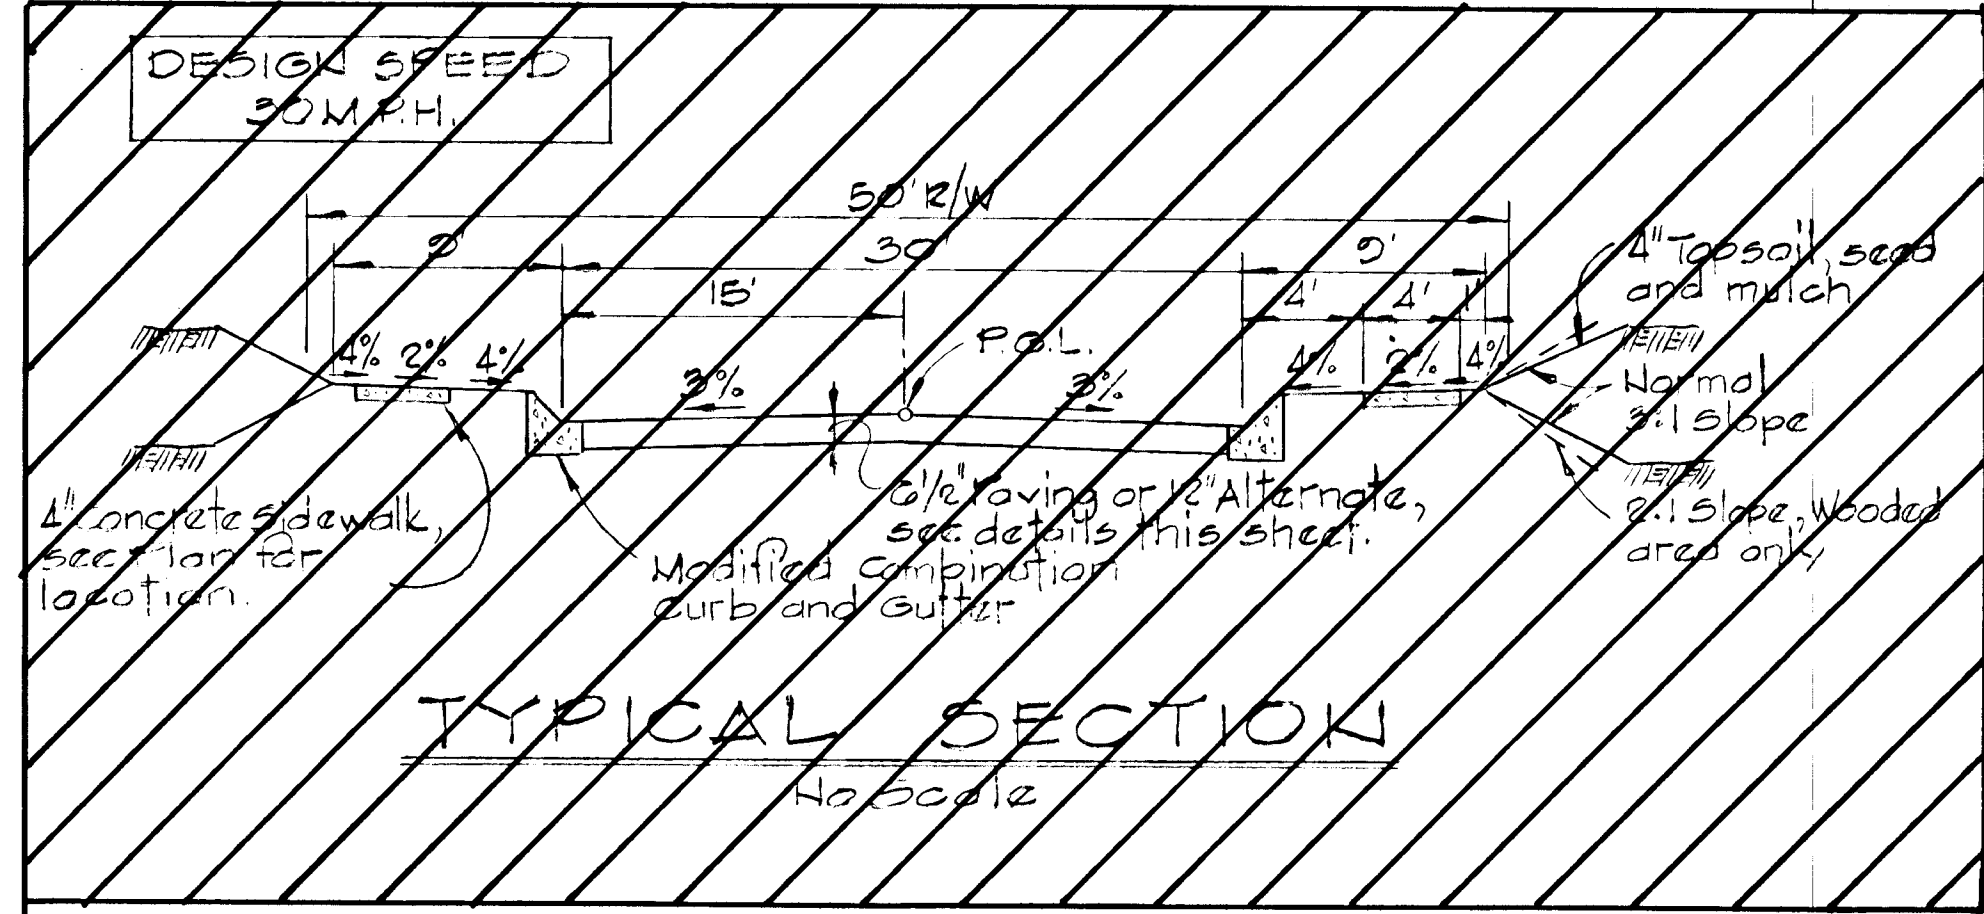 DESIGN SPEED
30 M.P.H.
50' R/W
9'
30'
9'
15'
4'
4'
1'
4" Topsoil, seed
and mulch
P.G.L.
4%
2%
4%
3%
3%
4%
2%
4%
Normal
3:1 Slope
6 1/2" Paving or 12" Alternate,
see details this sheet.
2:1 Slope, Wooded
area only
4" Concrete Sidewalk,
see Plan for
location.
Modified Combination
Curb and Gutter
TYPICAL SECTION
No Scale